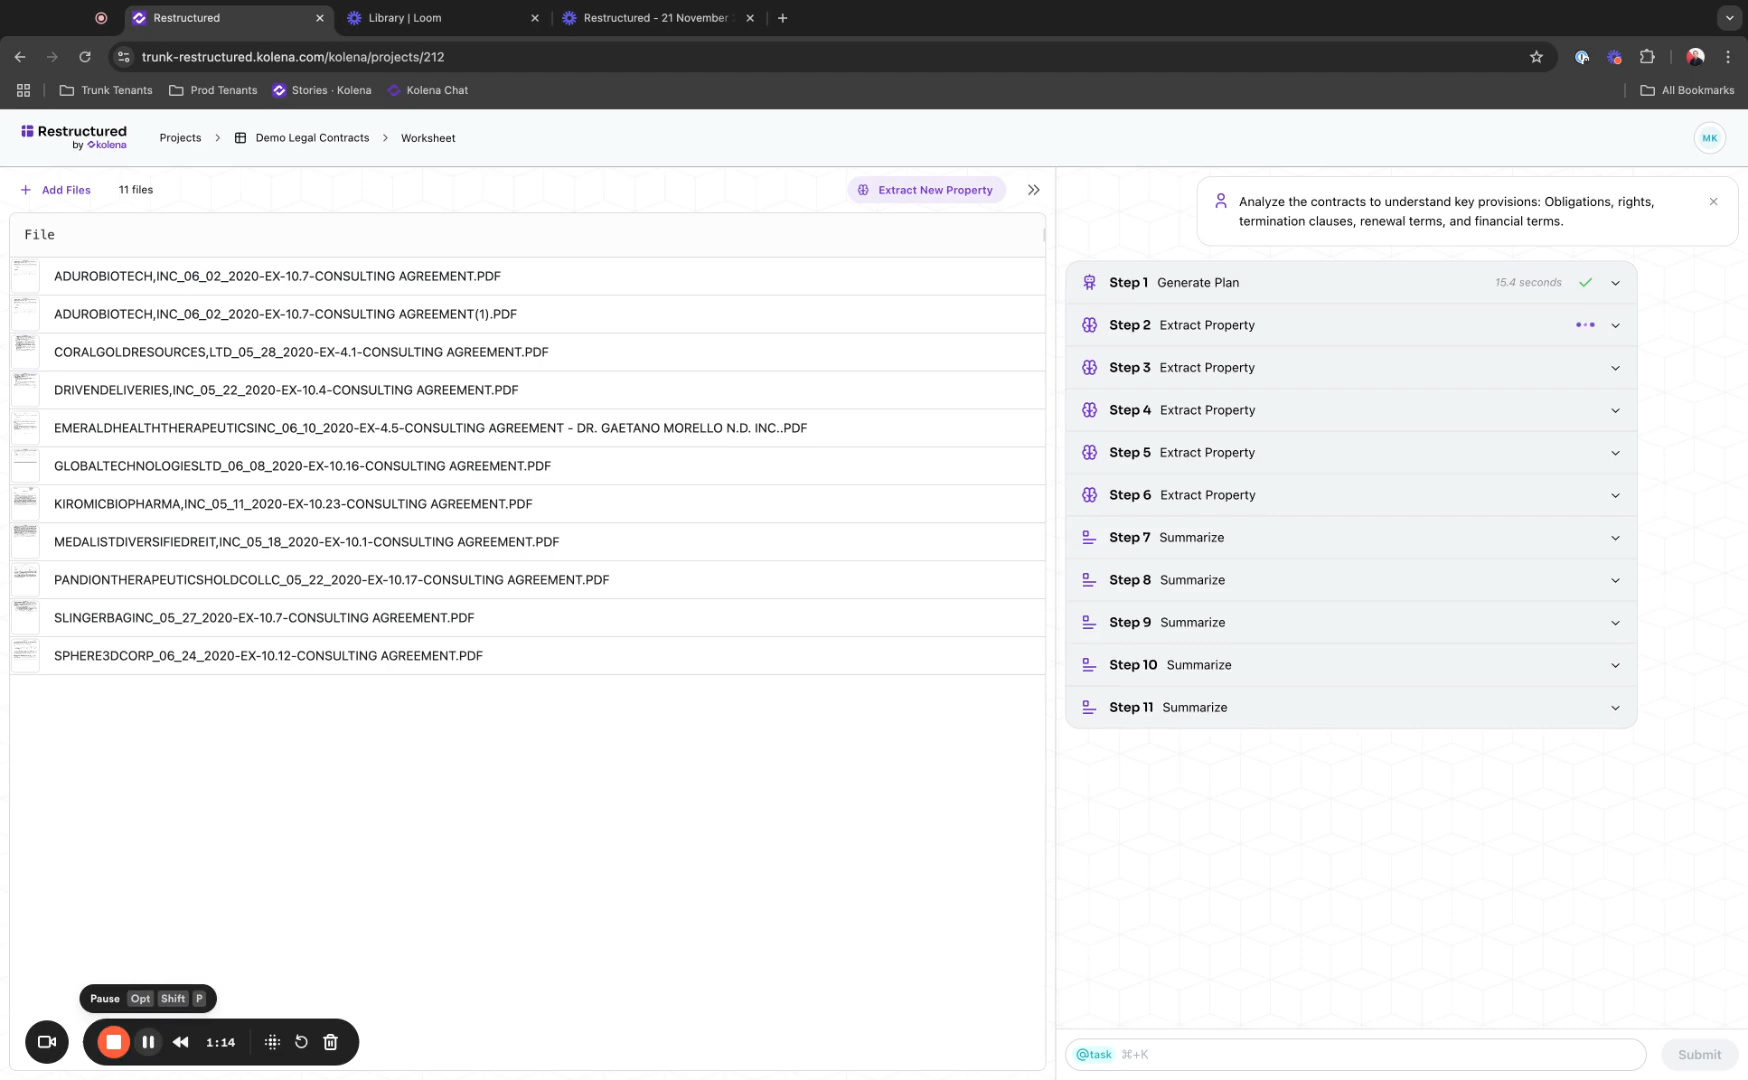 Restructured
Library | Loom
Restructured - 21 November
trunk-restructured.kolena.com/kolena/projects/212
Trunk Tenants
Prod Tenants
Stories · Kolena
Kolena Chat
All Bookmarks
Restructured
by kolena
Projects > Demo Legal Contracts > Worksheet
MK
+ Add Files
11 files
Extract New Property
File
ADUROBIOTECH,INC_06_02_2020-EX-10.7-CONSULTING AGREEMENT.PDF
ADUROBIOTECH,INC_06_02_2020-EX-10.7-CONSULTING AGREEMENT(1).PDF
CORALGOLDRESOURCES,LTD_05_28_2020-EX-4.1-CONSULTING AGREEMENT.PDF
DRIVENDELIVERIES,INC_05_22_2020-EX-10.4-CONSULTING AGREEMENT.PDF
EMERALDHEALTHTHERAPEUTICSINC_06_10_2020-EX-4.5-CONSULTING AGREEMENT - DR. GAETANO MORELLO N.D. INC..PDF
GLOBALTECHNOLOGIESLTD_06_08_2020-EX-10.16-CONSULTING AGREEMENT.PDF
KIROMICBIOPHARMA,INC_05_11_2020-EX-10.23-CONSULTING AGREEMENT.PDF
MEDALISTDIVERSIFIEDREIT,INC_05_18_2020-EX-10.1-CONSULTING AGREEMENT.PDF
PANDIONTHERAPEUTICSHOLDCOLLC_05_22_2020-EX-10.17-CONSULTING AGREEMENT.PDF
SLINGERBAGINC_05_27_2020-EX-10.7-CONSULTING AGREEMENT.PDF
SPHERE3DCORP_06_24_2020-EX-10.12-CONSULTING AGREEMENT.PDF
Analyze the contracts to understand key provisions: Obligations, rights,
termination clauses, renewal terms, and financial terms.
Step 1 Generate Plan 15.4 seconds
Step 2 Extract Property
Step 3 Extract Property
Step 4 Extract Property
Step 5 Extract Property
Step 6 Extract Property
Step 7 Summarize
Step 8 Summarize
Step 9 Summarize
Step 10 Summarize
Step 11 Summarize
Pause Opt Shift P
1:14
@task ⌘+K
Submit